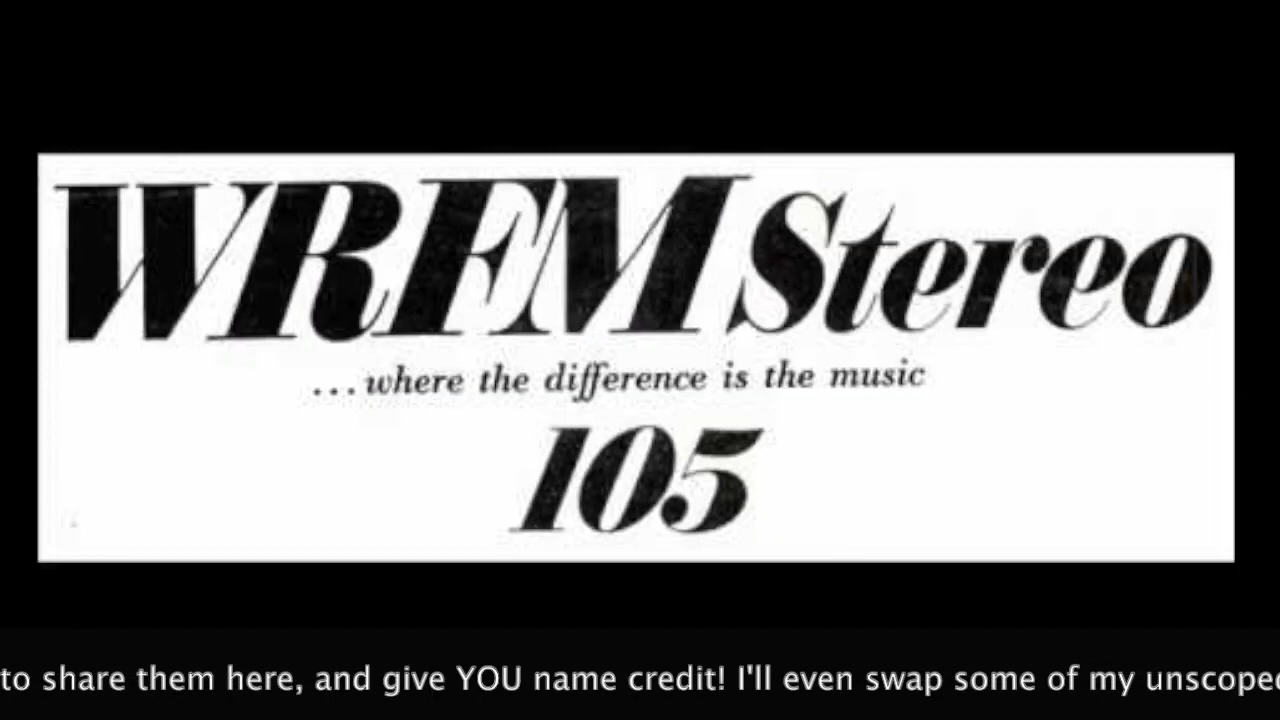 WRFM Stereo
...where the difference is the music
105
to share them here, and give YOU name credit! I'll even swap some of my unscoped